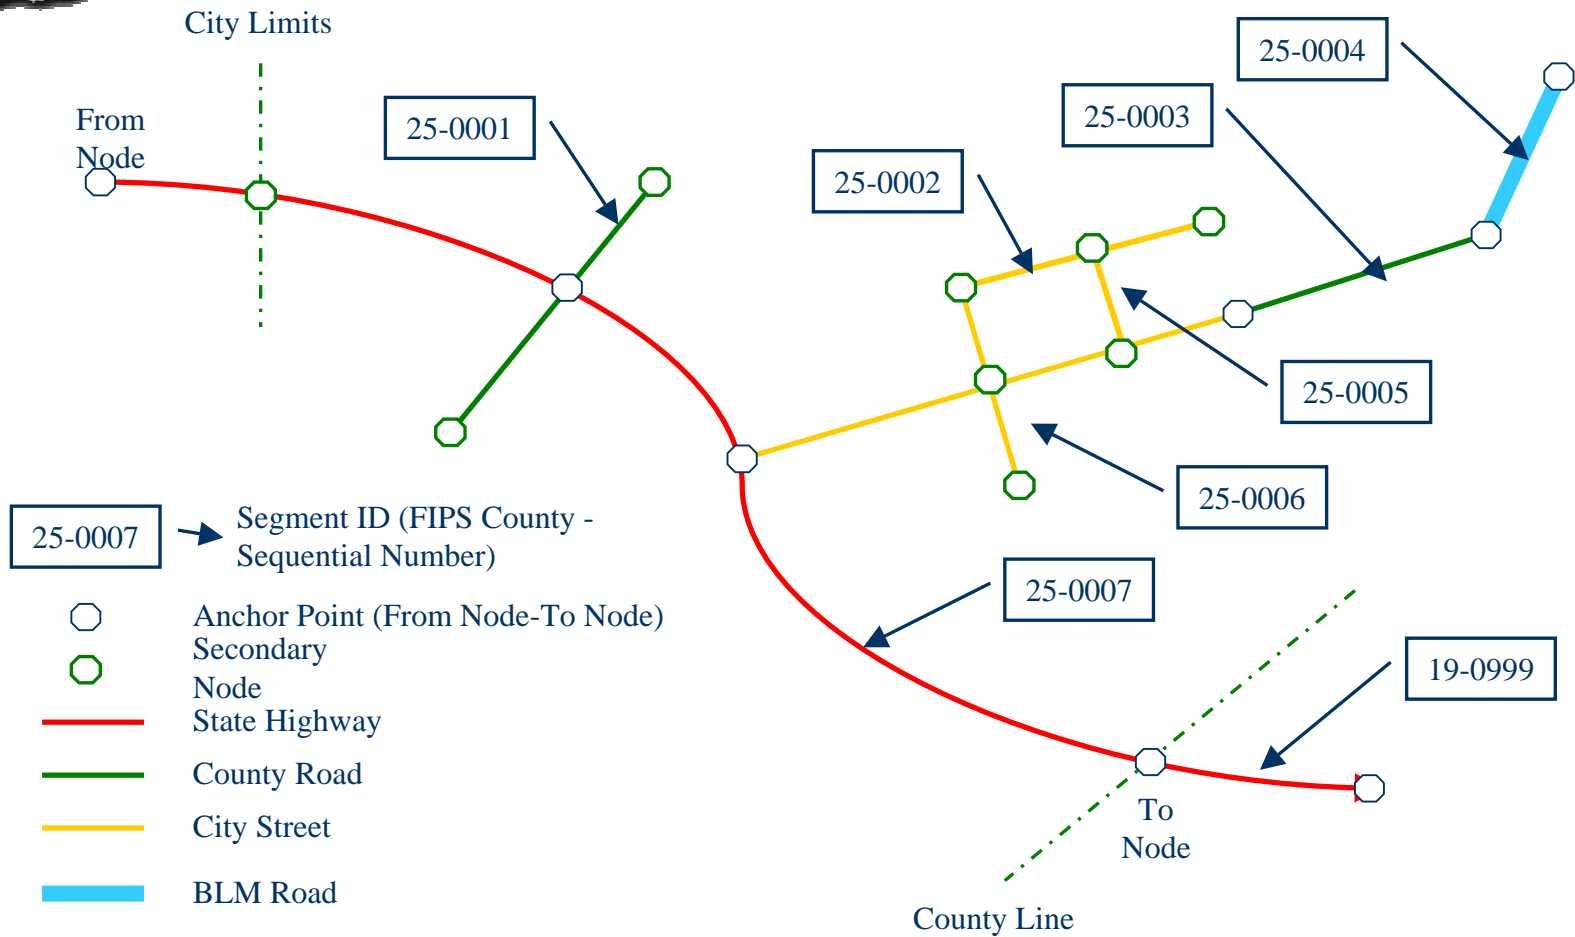 City Limits
25-0004
From
Node
25-0001
25-0003
25-0002
25-0005
25-0006
25-0007
Segment ID (FIPS County -
Sequential Number)
25-0007
Anchor Point (From Node-To Node)
Secondary
Node
State Highway
19-0999
County Road
To
Node
City Street
BLM Road
County Line